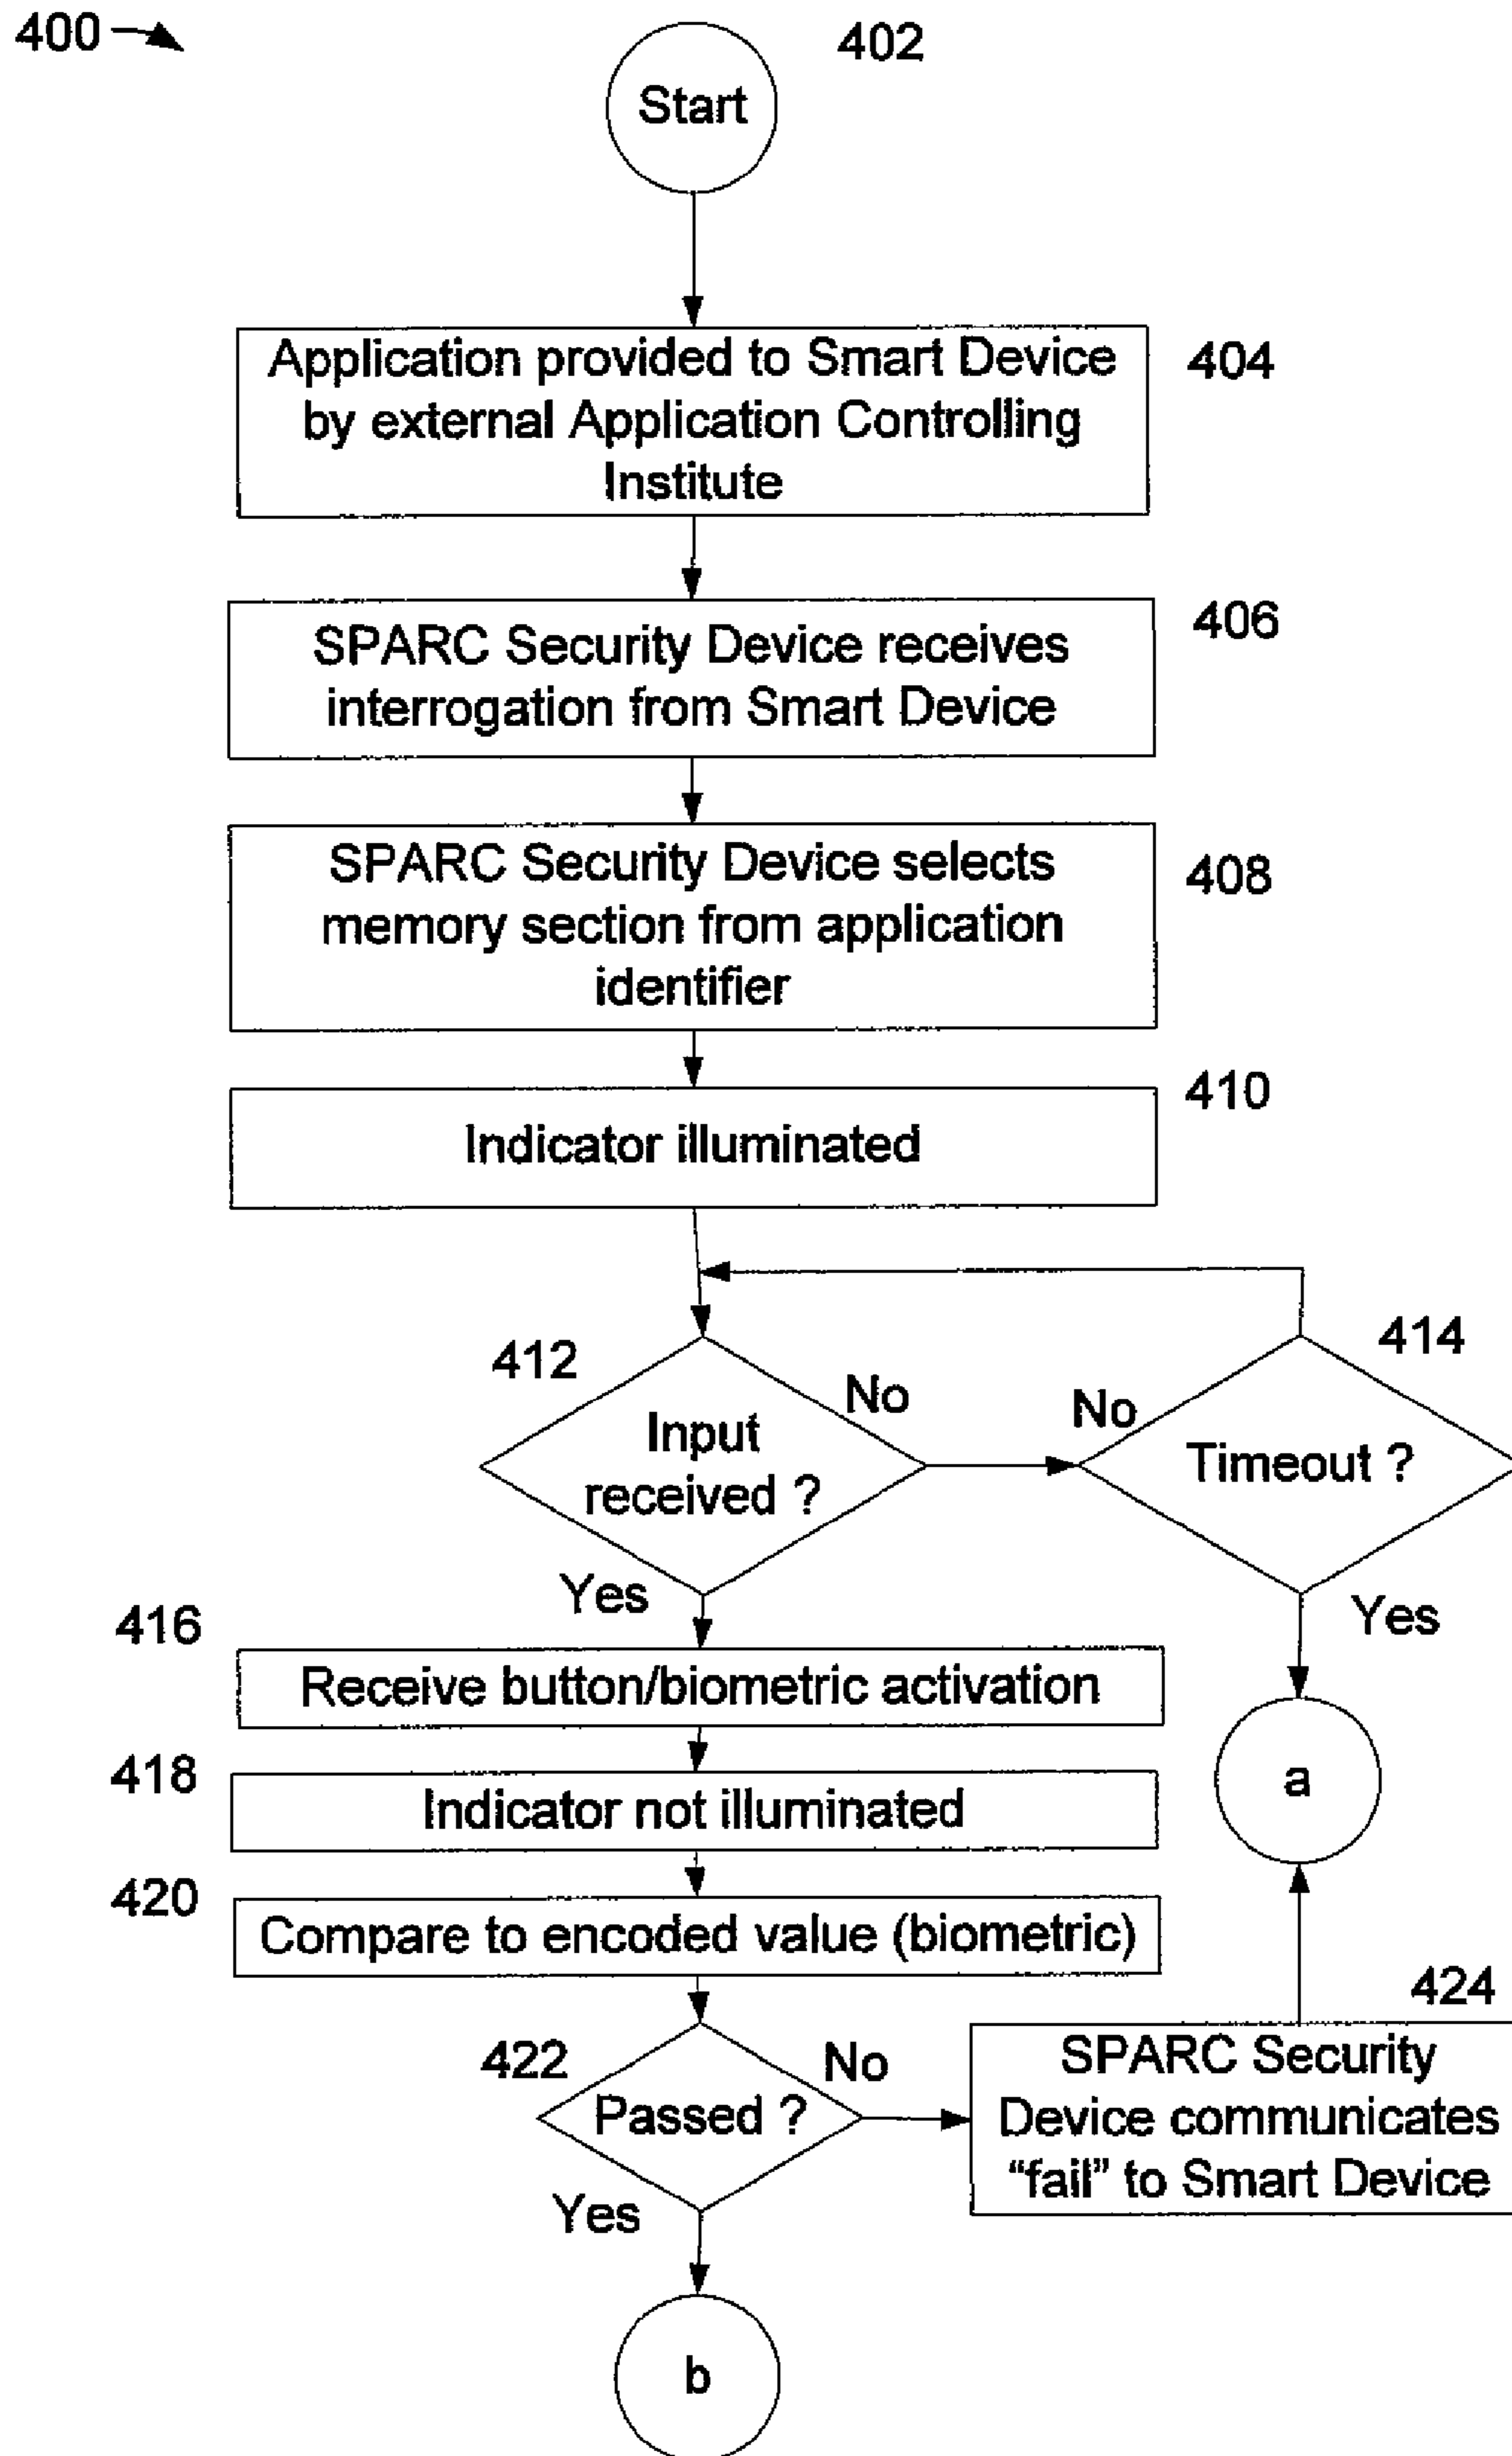 400
402
Start
Application provided to Smart Device
by external Application Controlling
Institute
404
SPARC Security Device receives
interrogation from Smart Device
406
SPARC Security Device selects
memory section from application
identifier
408
Indicator illuminated
410
412
Input
received ?
No
No
414
Timeout ?
Yes
Yes
416
Receive button/biometric activation
a
418
Indicator not illuminated
420
Compare to encoded value (biometric)
422
Passed ?
No
424
SPARC Security
Device communicates
“fail” to Smart Device
Yes
b